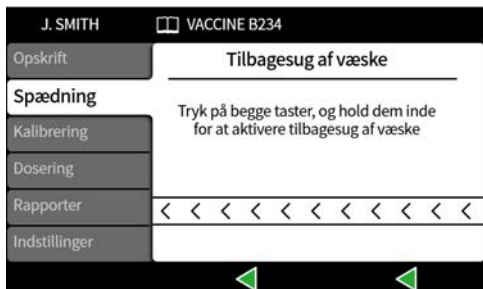 J. SMITH
VACCINE B234
Opskrift
Spædning
Kalibrering
Dosering
Rapporter
Indstillinger
Tilbagesug af væske
Tryk på begge taster, og hold dem inde
for at aktivere tilbagesug af væske